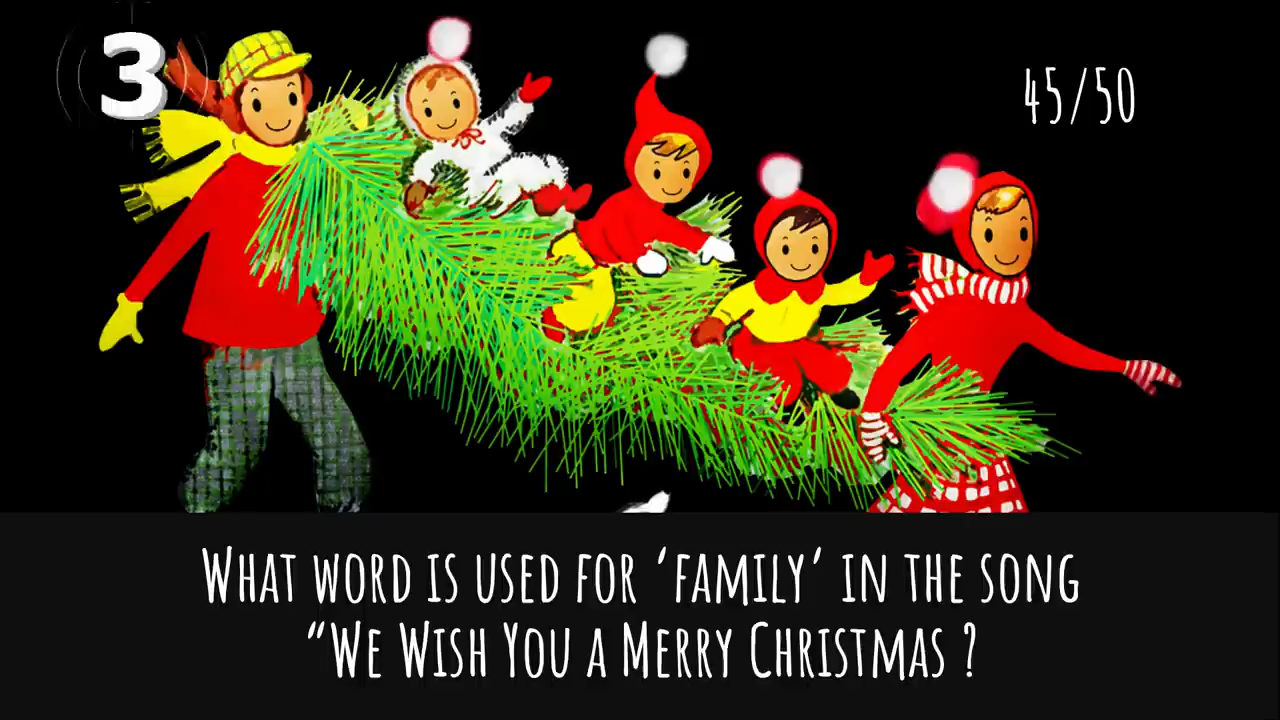 3
45/50
What word is used for ‘family‘ in the song
“We Wish You a Merry Christmas ?